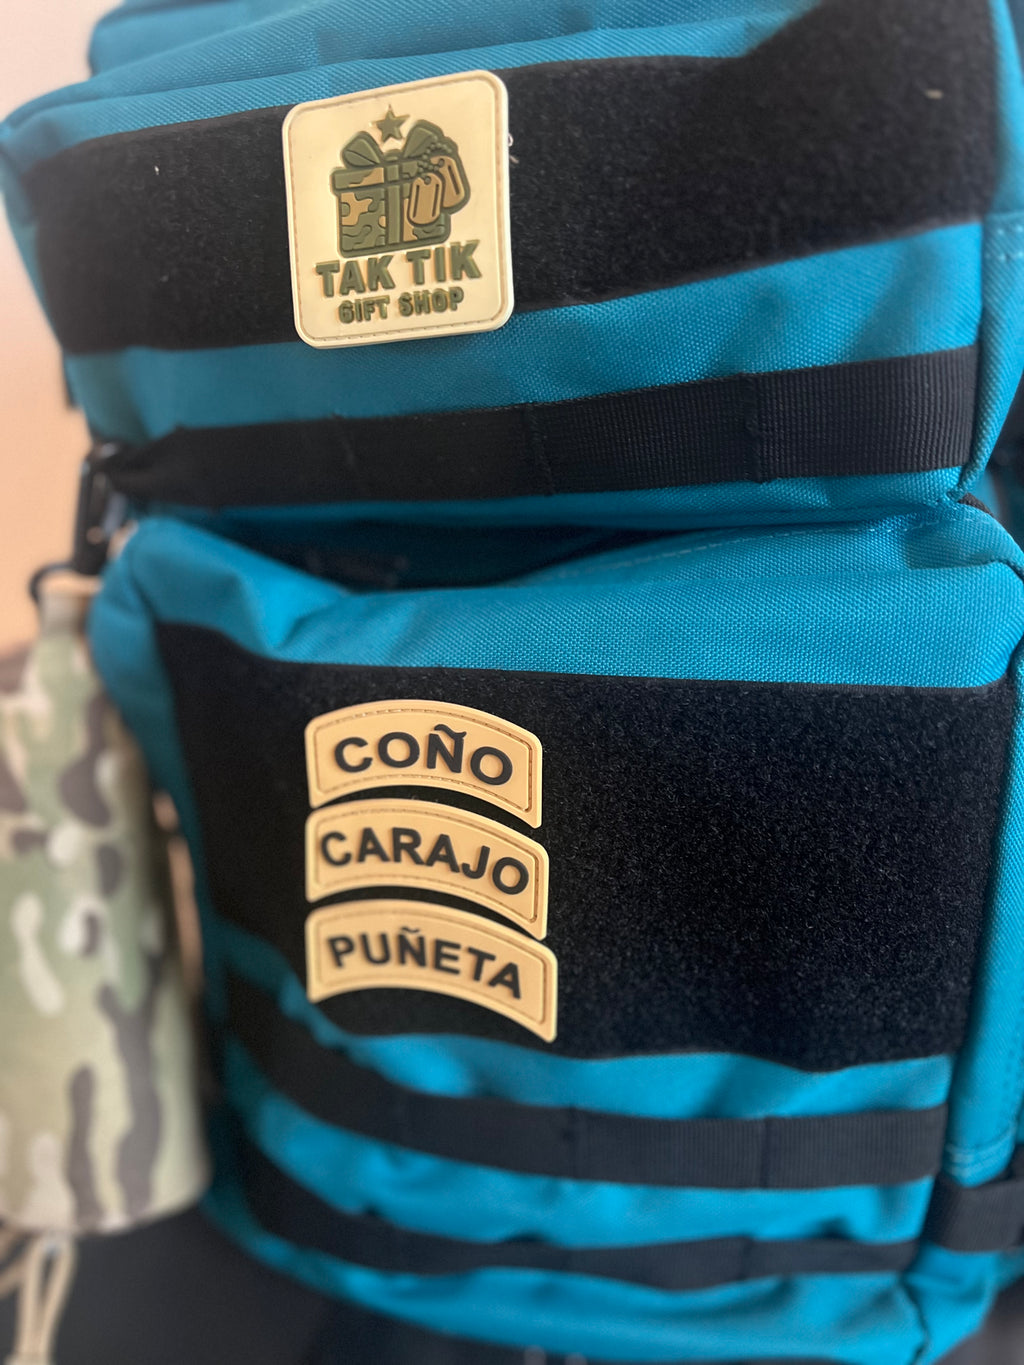 TAK TIK
GIFT SHOP
COÑO
CARAJO
PUÑETA